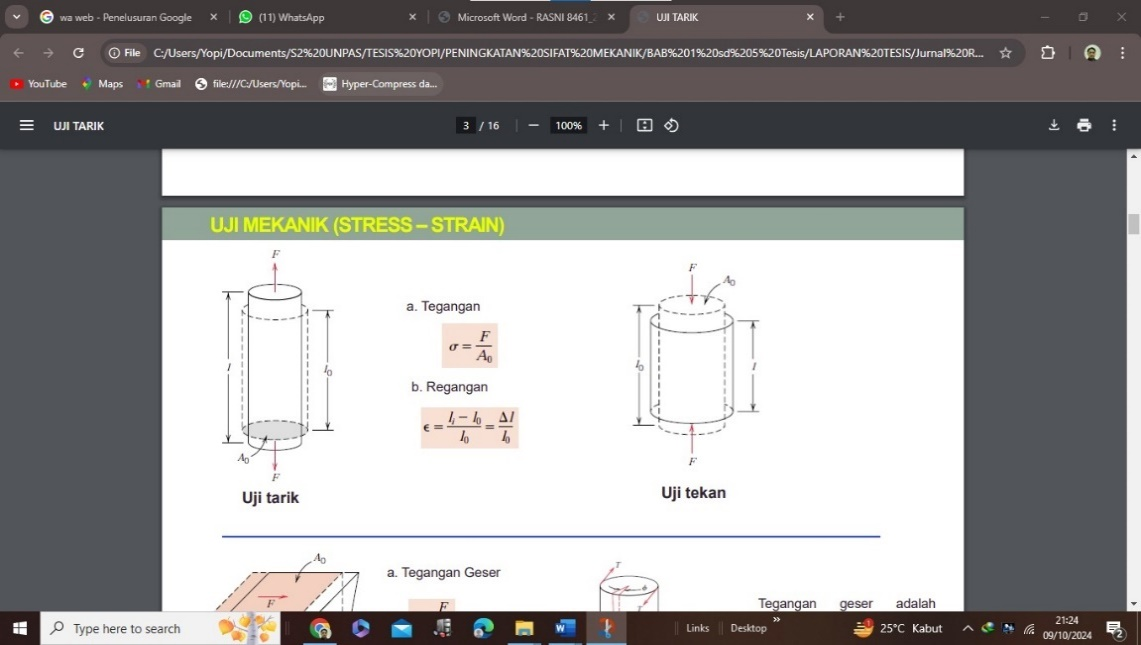 wa web - Penelusuran Google
(11) WhatsApp
Microsoft Word - RASNI 8461_2
UJI TARIK
File C:/Users/Yopi/Documents/S2%20UNPAS/TESIS%20YOPI/PENINGKATAN%20SIFAT%20MEKANIK/BAB%201%20sd%205%20Tesis/LAPORAN%20TESIS/Jurnal%20R...
YouTube
Maps
Gmail
file:///C:/Users/Yopi...
Hyper-Compress da...
UJI TARIK
3 / 16
100%
UJI MEKANIK (STRESS – STRAIN)
F
l
l0
A0
F
Uji tarik
a. Tegangan
σ = F/A0
b. Regangan
ϵ = li − l0/l0 = Δl/l0
F
A0
l0
l
F
Uji tekan
A0
F
a. Tegangan Geser
F
T
ϕ
T
Tegangan geser adalah
Type here to search
Links
Desktop
25°C Kabut
21:24
09/10/2024
2